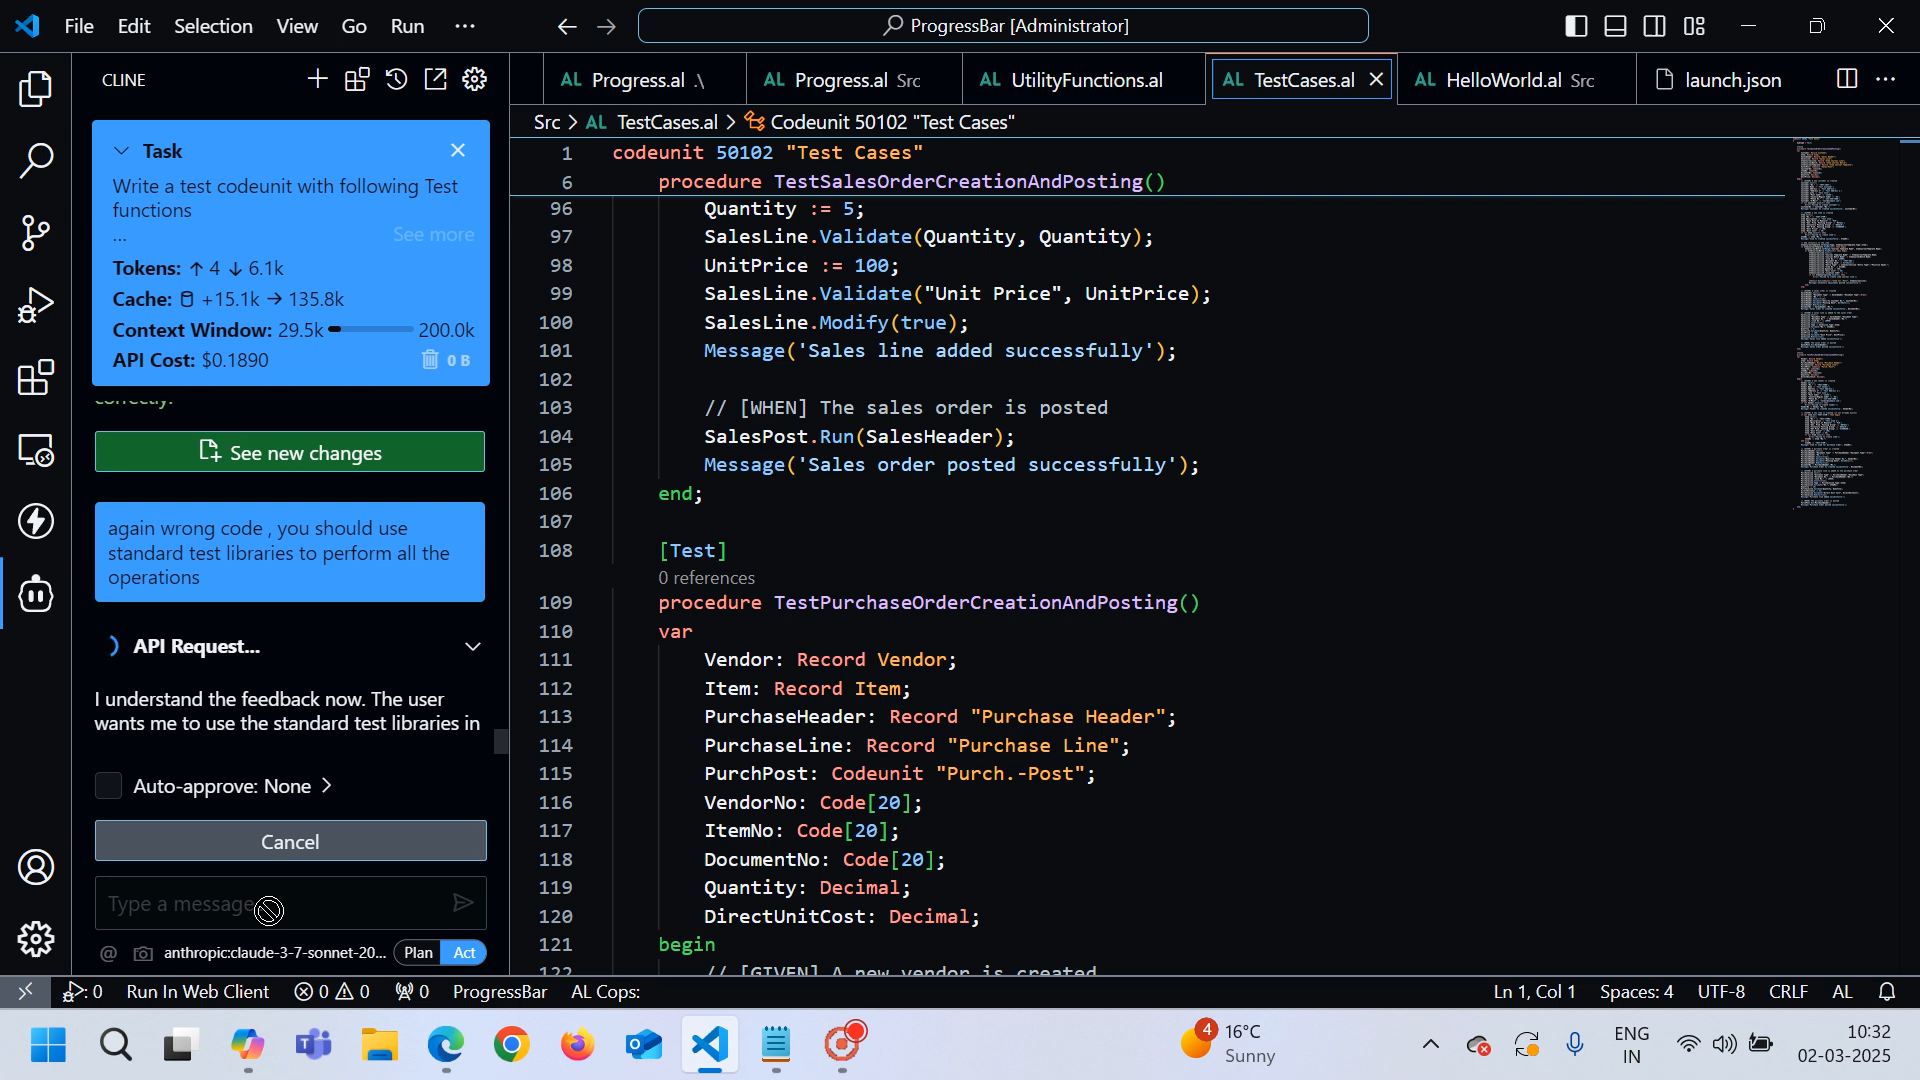 File Edit Selection View Go Run ···
ProgressBar [Administrator]
CLINE
AL Progress.al .\ AL Progress.al Src AL UtilityFunctions.al AL TestCases.al AL HelloWorld.al Src launch.json
Src > AL TestCases.al > Codeunit 50102 "Test Cases"
Task
Write a test codeunit with following Test
functions
...
See more
Tokens: ↑ 4 ↓ 6.1k
Cache: +15.1k → 135.8k
Context Window: 29.5k 200.0k
API Cost: $0.1890
0 B
correctly.
See new changes
again wrong code , you should use
standard test libraries to perform all the
operations
API Request...
I understand the feedback now. The user
wants me to use the standard test libraries in
Auto-approve: None >
Cancel
Type a message
@ anthropic:claude-3-7-sonnet-20... Plan Act
1 codeunit 50102 "Test Cases"
6 procedure TestSalesOrderCreationAndPosting()
96 Quantity := 5;
97 SalesLine.Validate(Quantity, Quantity);
98 UnitPrice := 100;
99 SalesLine.Validate("Unit Price", UnitPrice);
100 SalesLine.Modify(true);
101 Message('Sales line added successfully');
102
103 // [WHEN] The sales order is posted
104 SalesPost.Run(SalesHeader);
105 Message('Sales order posted successfully');
106 end;
107
108 [Test]
0 references
109 procedure TestPurchaseOrderCreationAndPosting()
110 var
111 Vendor: Record Vendor;
112 Item: Record Item;
113 PurchaseHeader: Record "Purchase Header";
114 PurchaseLine: Record "Purchase Line";
115 PurchPost: Codeunit "Purch.-Post";
116 VendorNo: Code[20];
117 ItemNo: Code[20];
118 DocumentNo: Code[20];
119 Quantity: Decimal;
120 DirectUnitCost: Decimal;
121 begin
122 // [GIVEN] A new vendor is created
0 Run In Web Client 0 0 0 ProgressBar AL Cops: Ln 1, Col 1 Spaces: 4 UTF-8 CRLF AL
4 16°C
Sunny
ENG
IN
10:32
02-03-2025